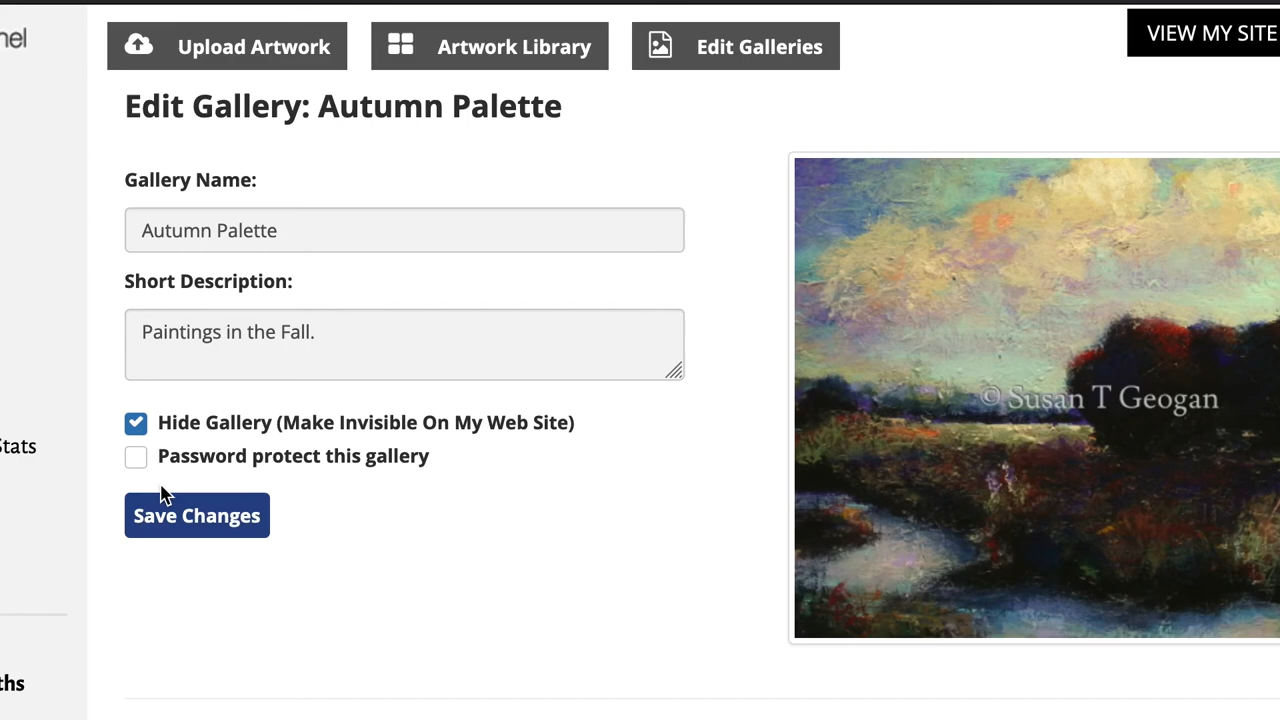 nel
Upload Artwork
Artwork Library
Edit Galleries
VIEW MY SITE
Edit Gallery: Autumn Palette
Gallery Name:
Autumn Palette
Short Description:
Paintings in the Fall.
Hide Gallery (Make Invisible On My Web Site)
Password protect this gallery
Save Changes
© Susan T Geogan
Stats
ths